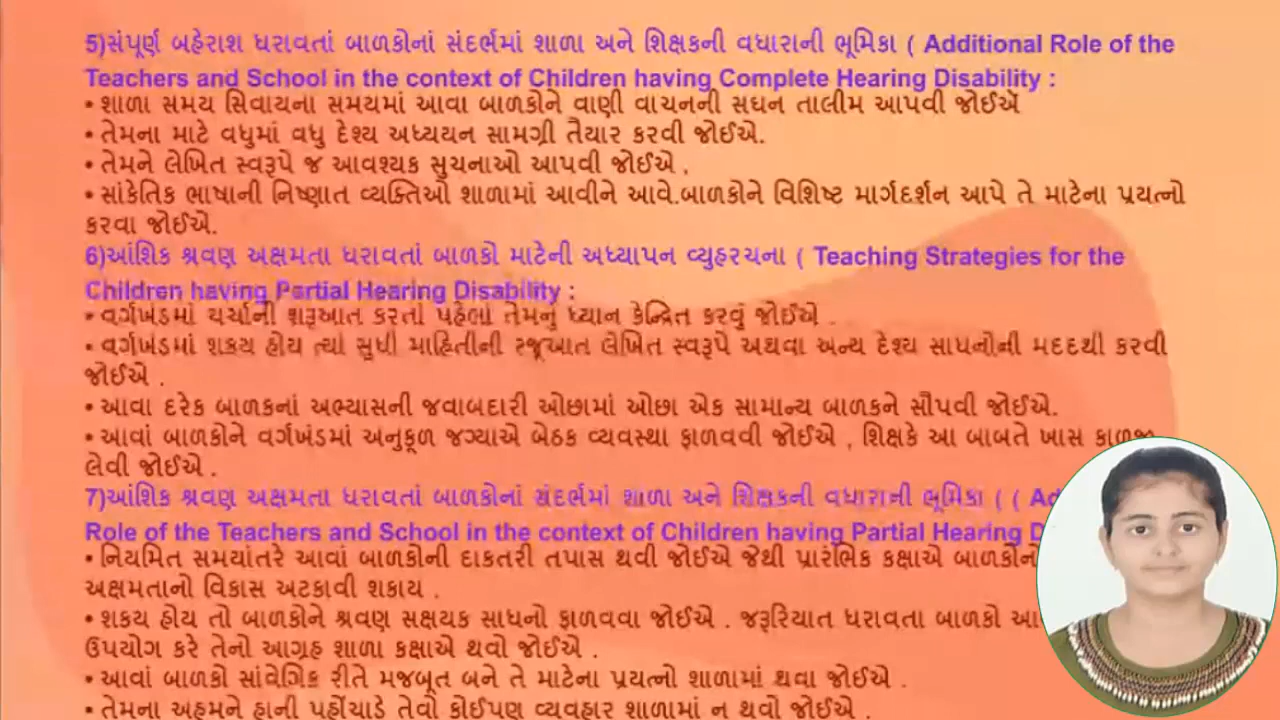 5)સંપૂર્ણ બહેરાશ ધરાવતાં બાળકોનાં સંદર્ભમાં શાળા અને શિક્ષકની વધારાની ભૂમિકા ( Additional Role of the
Teachers and School in the context of Children having Complete Hearing Disability :
• શાળા સમય સિવાયના સમયમાં આવા બાળકોને વાણી વાચનની સઘન તાલીમ આપવી જોઈએ
• તેમના માટે વધુમાં વધુ દેશ્ય અધ્યયન સામગ્રી તૈયાર કરવી જોઈએ.
• તેમને લેખિત સ્વરૂપે જ આવશ્યક સુચનાઓ આપવી જોઈએ .
• સાંકેતિક ભાષાની નિષ્ણાત વ્યક્તિઓ શાળામાં આવીને આવે.બાળકોને વિશિષ્ટ માર્ગદર્શન આપે તે માટેના પ્રયત્નો
કરવા જોઈએ.
6)આંશિક શ્રવણ અક્ષમતા ધરાવતાં બાળકો માટેની અધ્યાપન વ્યુહરચના ( Teaching Strategies for the
Children having Partial Hearing Disability :
• વર્ગખંડમાં ચર્ચાની શરૂઆત કરતાં પહેલાં તેમનું ધ્યાન કેન્દ્રિત કરવું જોઈએ .
• વર્ગખંડમાં શકય હોય ત્યાં સુધી માહિતીની રજૂઆત લેખિત સ્વરૂપે અથવા અન્ય દેશ્ય સાધનોની મદદથી કરવી
જોઈએ .
• આવા દરેક બાળકનાં અભ્યાસની જવાબદારી ઓછામાં ઓછા એક સામાન્ય બાળકને સૌપવી જોઈએ.
• આવાં બાળકોને વર્ગખંડમાં અનુકૂળ જગ્યાએ બેઠક વ્યવસ્થા ફાળવવી જોઈએ , શિક્ષકે આ બાબતે ખાસ કાળજી
લેવી જોઈએ .
7)આંશિક શ્રવણ અક્ષમતા ધરાવતાં બાળકોનાં સંદર્ભમાં શાળા અને શિક્ષકની વધારાની ભૂમિકા ( (
Role of the Teachers and School in the context of Children having Partial Hearing
• નિયમિત સમયાંતરે આવાં બાળકોની દાકતરી તપાસ થવી જોઈએ જેથી પ્રારંભિક કક્ષાએ
અક્ષમતાનો વિકાસ અટકાવી શકાય .
• શકય હોય તો બાળકોને શ્રવણ સક્ષયક સાધનો ફાળવવા જોઈએ . જરૂરિયાત ધરાવતા બાળકો
ઉપયોગ કરે તેનો આગ્રહ શાળા કક્ષાએ થવો જોઈએ .
• આવાં બાળકો સાંવેગિક રીતે મજબૂત બને તે માટેના પ્રયત્નો શાળામાં થવા જોઈએ .
• તેમના અહમને હાની પહોંચાડે તેવો કોઈપણ વ્યવહાર શાળામાં ન થવો જોઈએ .